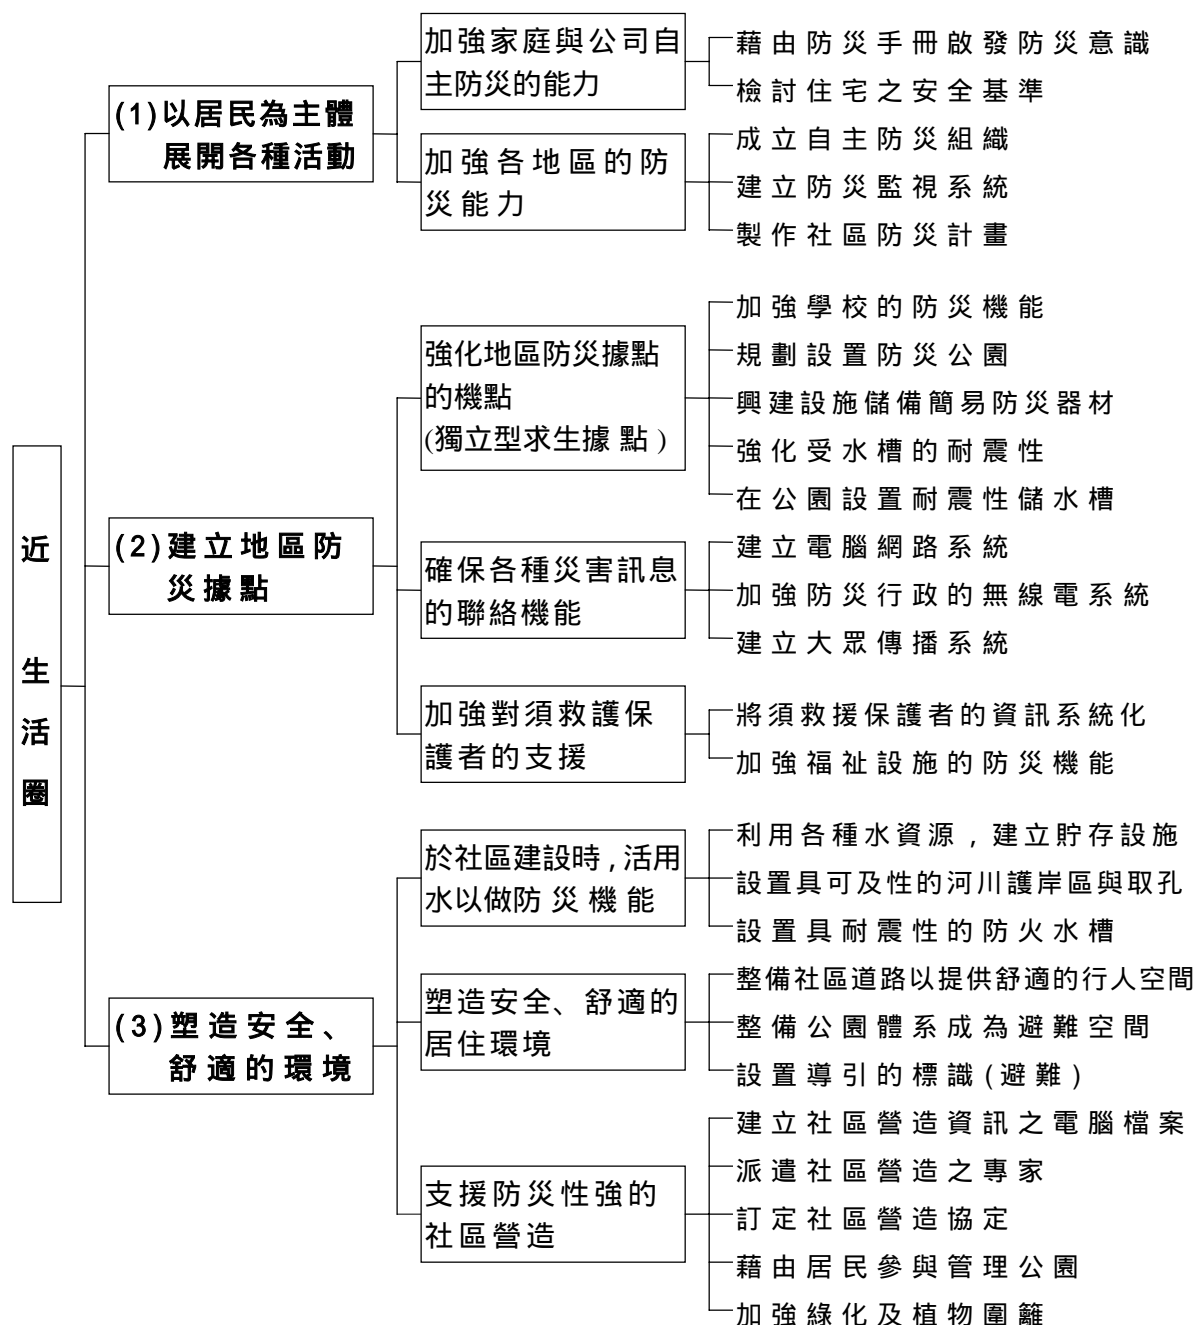 近
生
活
圈
(1)以居民為主體
展開各種活動
加強家庭與公司自
主防災的能力
藉由防災手冊啟發防災意識
檢討住宅之安全基準
加強各地區的防
災能力
成立自主防災組織
建立防災監視系統
製作社區防災計畫
(2)建立地區防
災據點
強化地區防災據點
的機點
(獨立型求生據點)
加強學校的防災機能
規劃設置防災公園
興建設施儲備簡易防災器材
強化受水槽的耐震性
在公園設置耐震性儲水槽
確保各種災害訊息
的聯絡機能
建立電腦網路系統
加強防災行政的無線電系統
建立大眾傳播系統
加強對須救護保
護者的支援
將須救援保護者的資訊系統化
加強福祉設施的防災機能
(3)塑造安全、
舒適的環境
於社區建設時,活用
水以做防災機能
利用各種水資源,建立貯存設施
設置具可及性的河川護岸區與取孔
設置具耐震性的防火水槽
塑造安全、舒適的
居住環境
整備社區道路以提供舒適的行人空間
整備公園體系成為避難空間
設置導引的標識(避難)
支援防災性強的
社區營造
建立社區營造資訊之電腦檔案
派遣社區營造之專家
訂定社區營造協定
藉由居民參與管理公園
加強綠化及植物圍籬